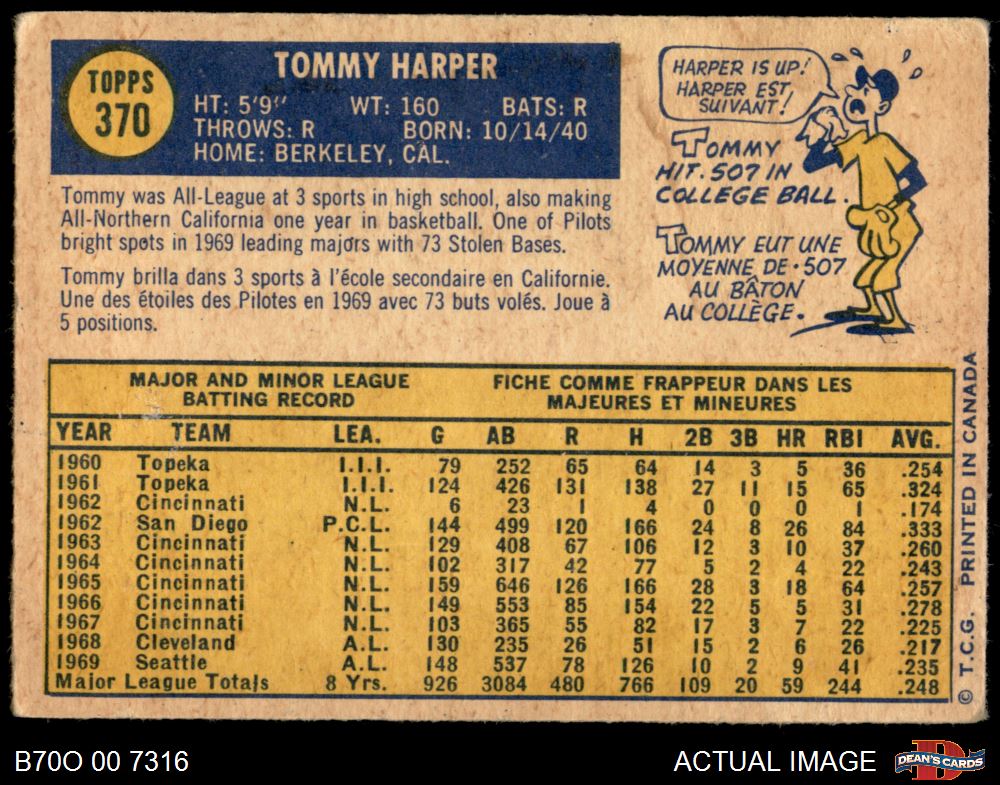 TOPPS
370
TOMMY HARPER
HT: 5'9" WT: 160 BATS: R
THROWS: R BORN: 10/14/40
HOME: BERKELEY, CAL.
HARPER IS UP!
HARPER EST
SUIVANT!
TOMMY
HIT .507 IN
COLLEGE BALL.
TOMMY EUT UNE
MOYENNE DE .507
AU BÂTON
AU COLLÈGE.
Tommy was All-League at 3 sports in high school, also making
All-Northern California one year in basketball. One of Pilots
bright spots in 1969 leading majors with 73 Stolen Bases.
Tommy brilla dans 3 sports à l'école secondaire en Californie.
Une des étoiles des Pilotes en 1969 avec 73 buts volés. Joue à
5 positions.
MAJOR AND MINOR LEAGUE
BATTING RECORD
FICHE COMME FRAPPEUR DANS LES
MAJEURES ET MINEURES
YEAR TEAM LEA. G AB R H 2B 3B HR RBI AVG.
1960 Topeka I.I.I. 79 252 65 64 14 3 5 36 .254
1961 Topeka I.I.I. 124 426 131 138 27 11 15 65 .324
1962 Cincinnati N.L. 6 23 1 4 0 0 0 1 .174
1962 San Diego P.C.L. 144 499 120 166 24 8 26 84 .333
1963 Cincinnati N.L. 129 408 67 106 12 3 10 37 .260
1964 Cincinnati N.L. 102 317 42 77 5 2 4 22 .243
1965 Cincinnati N.L. 159 646 126 166 28 3 18 64 .257
1966 Cincinnati N.L. 149 553 85 154 22 5 5 31 .278
1967 Cincinnati N.L. 103 365 55 82 17 3 7 22 .225
1968 Cleveland A.L. 130 235 26 51 15 2 6 26 .217
1969 Seattle A.L. 148 537 78 126 10 2 9 41 .235
Major League Totals 8 Yrs. 926 3084 480 766 109 20 59 244 .248
© T.C.G. PRINTED IN CANADA
B70O 00 7316
ACTUAL IMAGE
D
DEAN'S CARDS